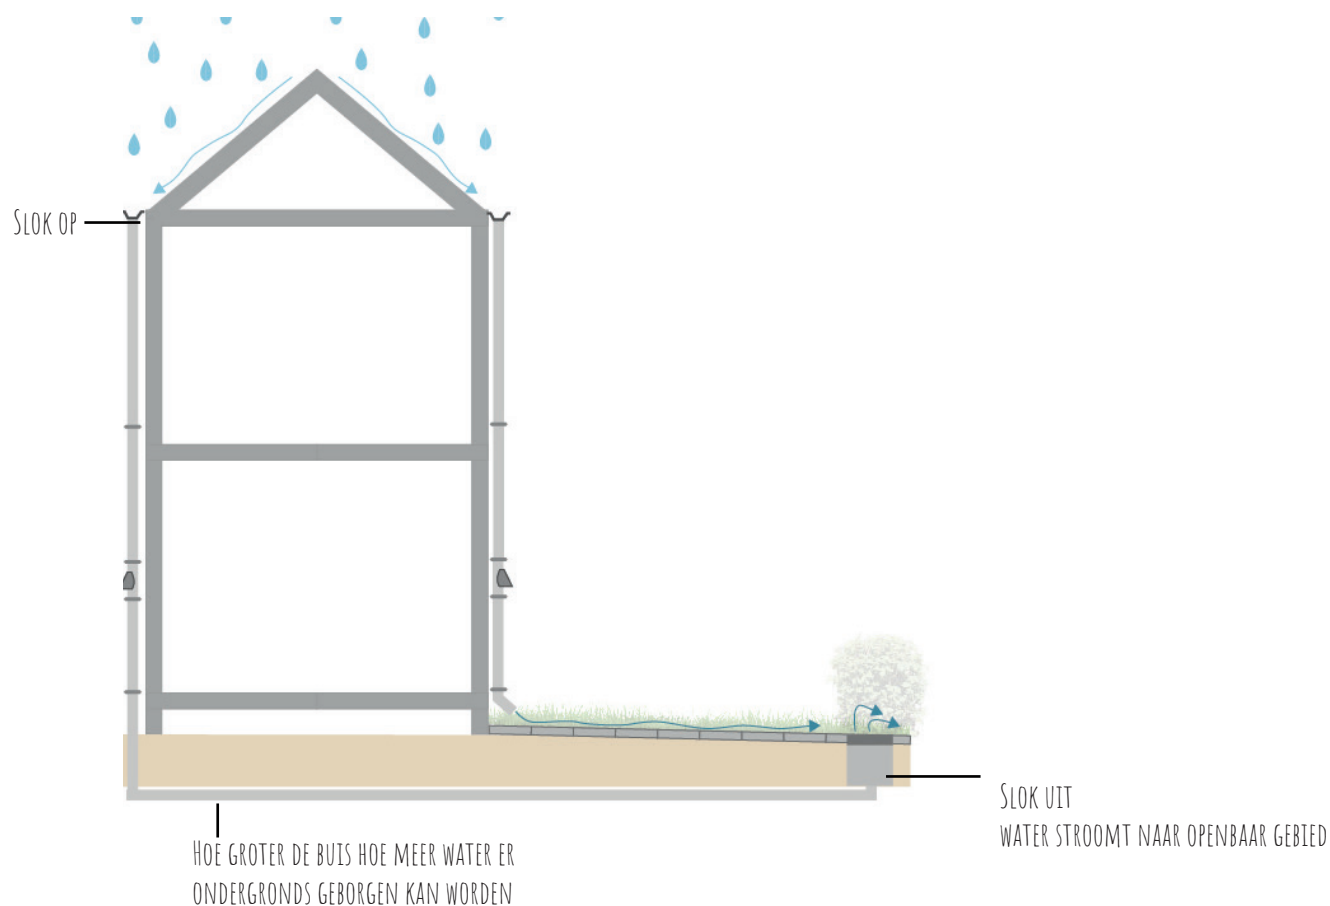 Slok op
Slok uit
water stroomt naar openbaar gebied
Hoe groter de buis hoe meer water er
ondergronds geborgen kan worden